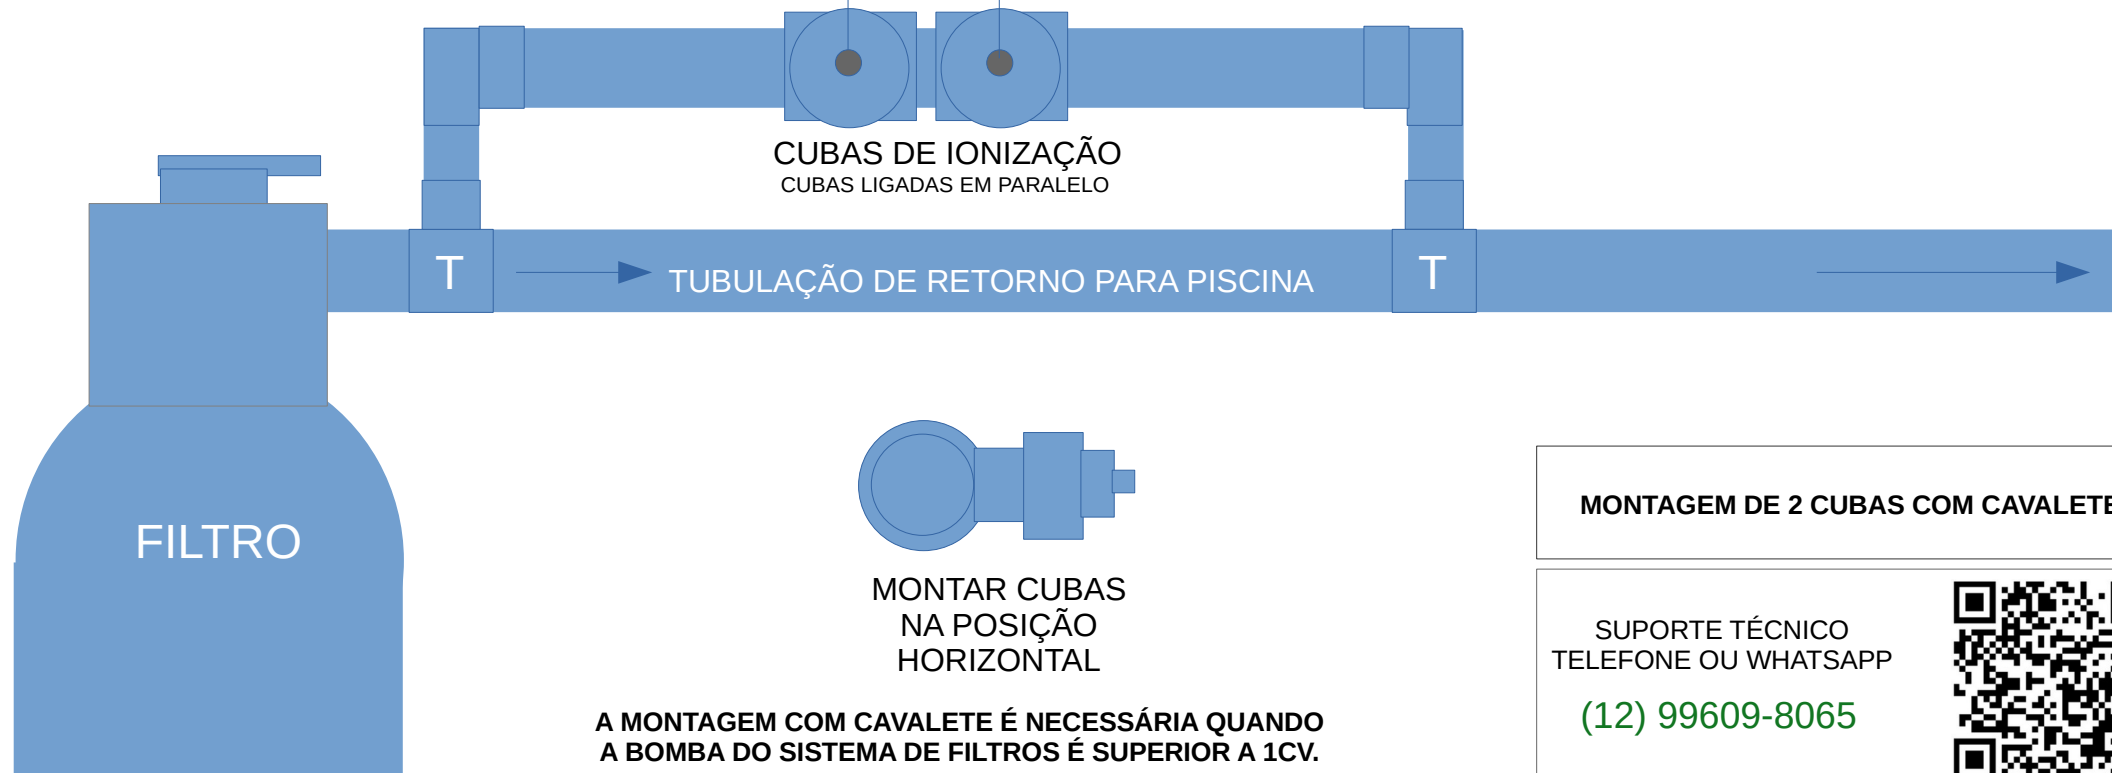 CUBAS DE IONIZAÇÃO
CUBAS LIGADAS EM PARALELO
T
TUBULAÇÃO DE RETORNO PARA PISCINA
T
FILTRO
MONTAR CUBAS
NA POSIÇÃO
HORIZONTAL
A MONTAGEM COM CAVALETE É NECESSÁRIA QUANDO
A BOMBA DO SISTEMA DE FILTROS É SUPERIOR A 1CV.
MONTAGEM DE 2 CUBAS COM CAVALETE
SUPORTE TÉCNICO
TELEFONE OU WHATSAPP
(12) 99609-8065